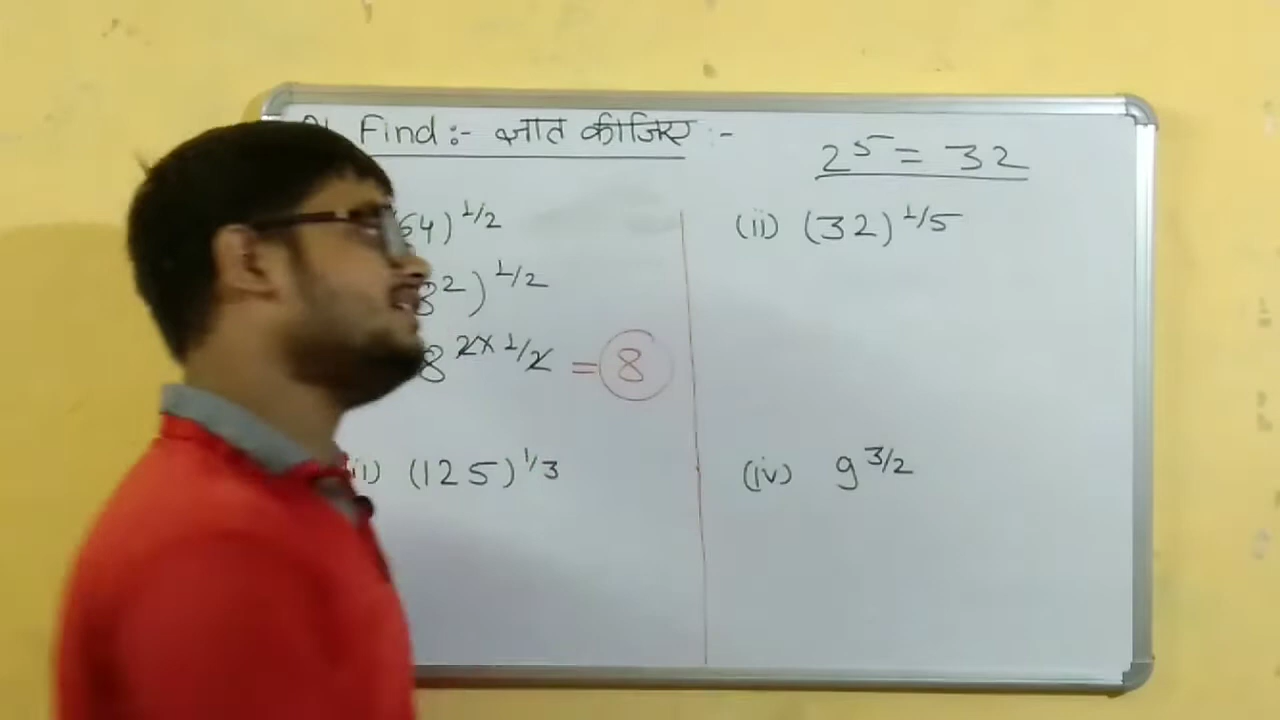 Find :- ज्ञात कीजिए :-
2⁵ = 32
64)^1/2
8²)^1/2
8^2×1/2 = 8
(ii) (32)^1/5
(125)^1/3
(iv) 9^3/2